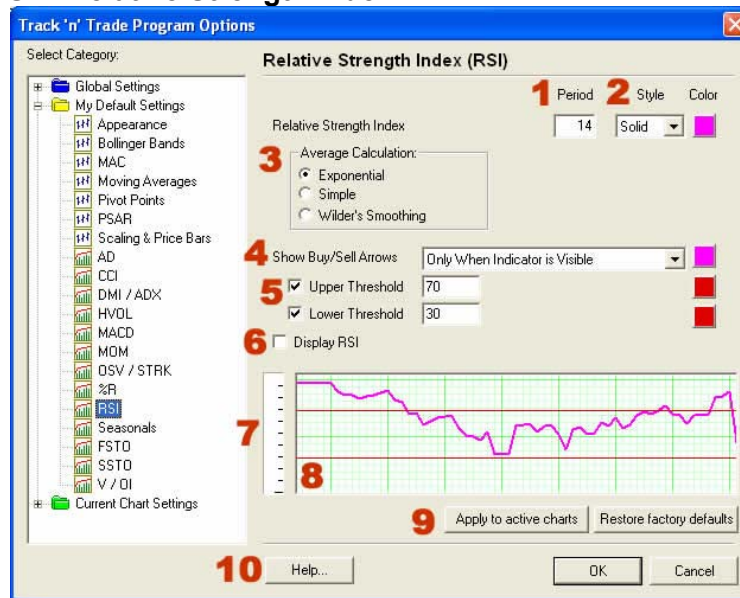 Track 'n' Trade Program Options
Select Category:
Global Settings
My Default Settings
Appearance
Bollinger Bands
MAC
Moving Averages
Pivot Points
PSAR
Scaling & Price Bars
AD
CCI
DMI / ADX
HVOL
MACD
MOM
OSV / STRK
%R
RSI
Seasonals
FSTO
SSTO
V / OI
Current Chart Settings
Relative Strength Index (RSI)
1 Period 2 Style Color
Relative Strength Index 14 Solid
3 Average Calculation:
Exponential
Simple
Wilder's Smoothing
4 Show Buy/Sell Arrows Only When Indicator is Visible
5 Upper Threshold 70
Lower Threshold 30
6 Display RSI
7
8
9 Apply to active charts Restore factory defaults
10 Help... OK Cancel